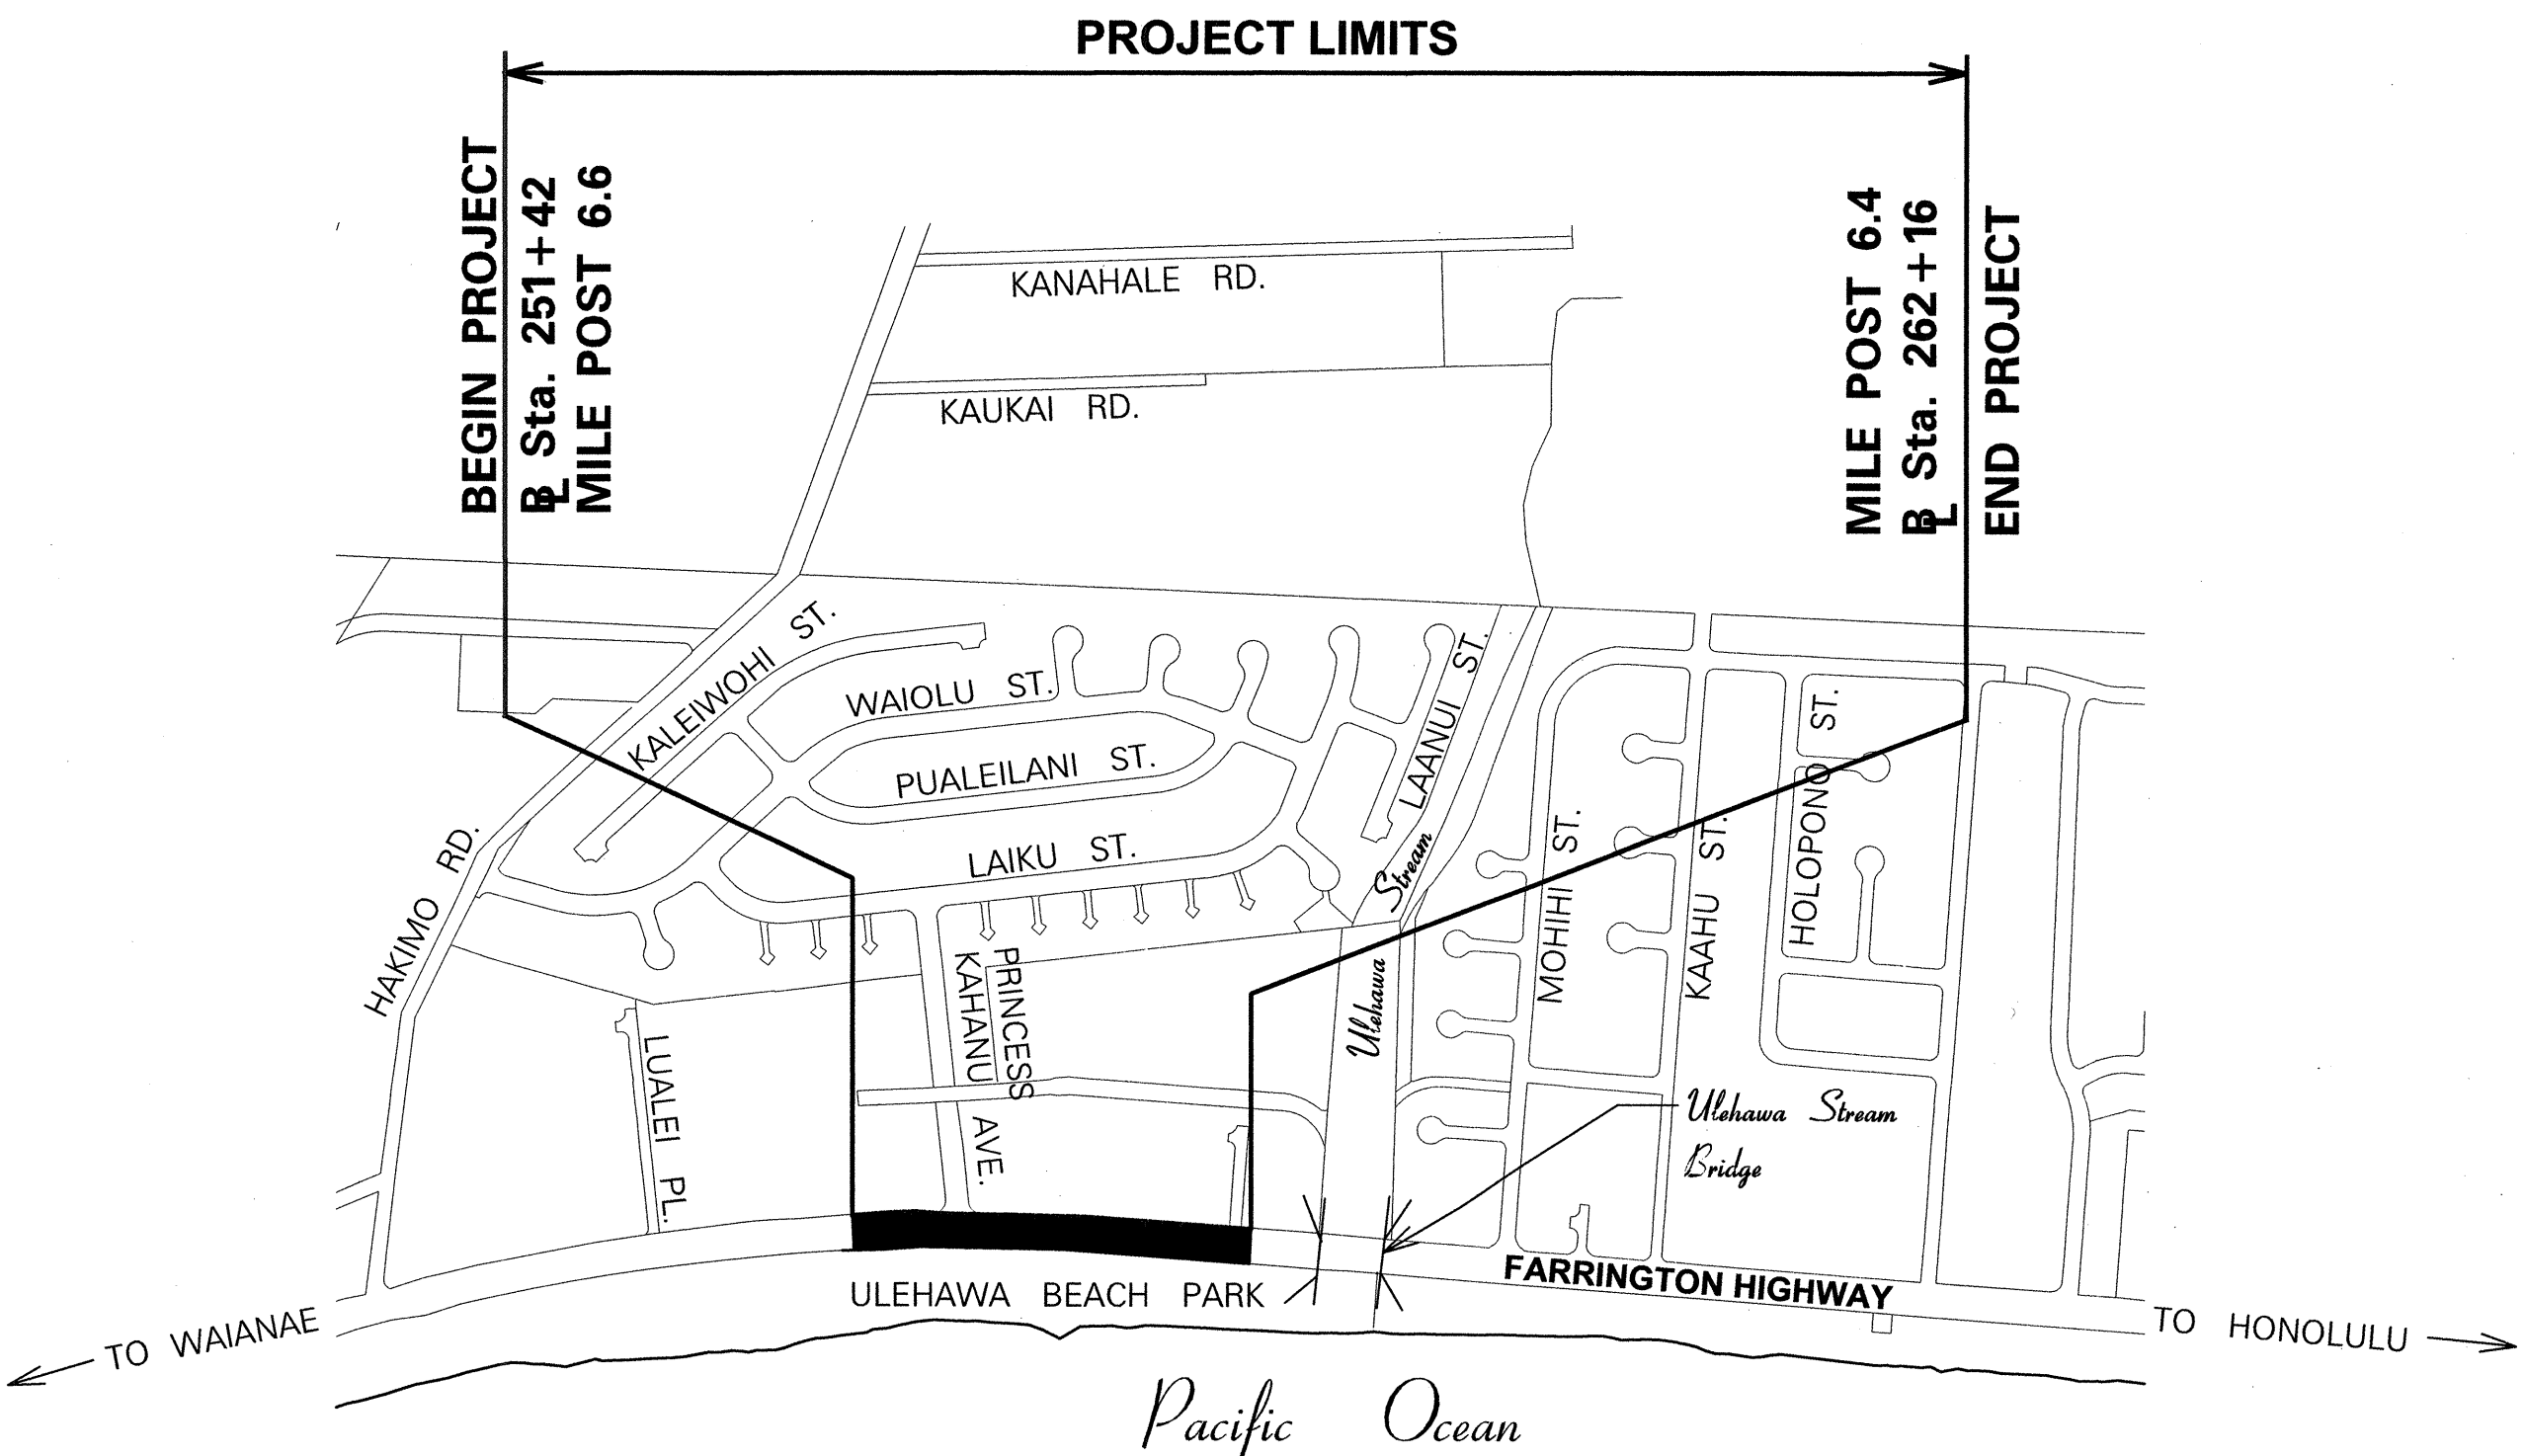 PROJECT LIMITS
BEGIN PROJECT
BL Sta. 251+42
MILE POST 6.6
MILE POST 6.4
BL Sta. 262+16
END PROJECT
KANAHALE RD.
KAUKAI RD.
KALEIWOHI ST.
WAIOLU ST.
PUALEILANI ST.
LAIKU ST.
LAANUI ST.
HAKIMO RD.
Ulehawa Stream
MOHIHI ST.
KAAHU ST.
HOLOPONO ST.
LUALEI PL.
PRINCESS
KAHANU AVE.
Ulehawa Stream
Bridge
FARRINGTON HIGHWAY
ULEHAWA BEACH PARK
TO WAIANAE
TO HONOLULU
Pacific Ocean